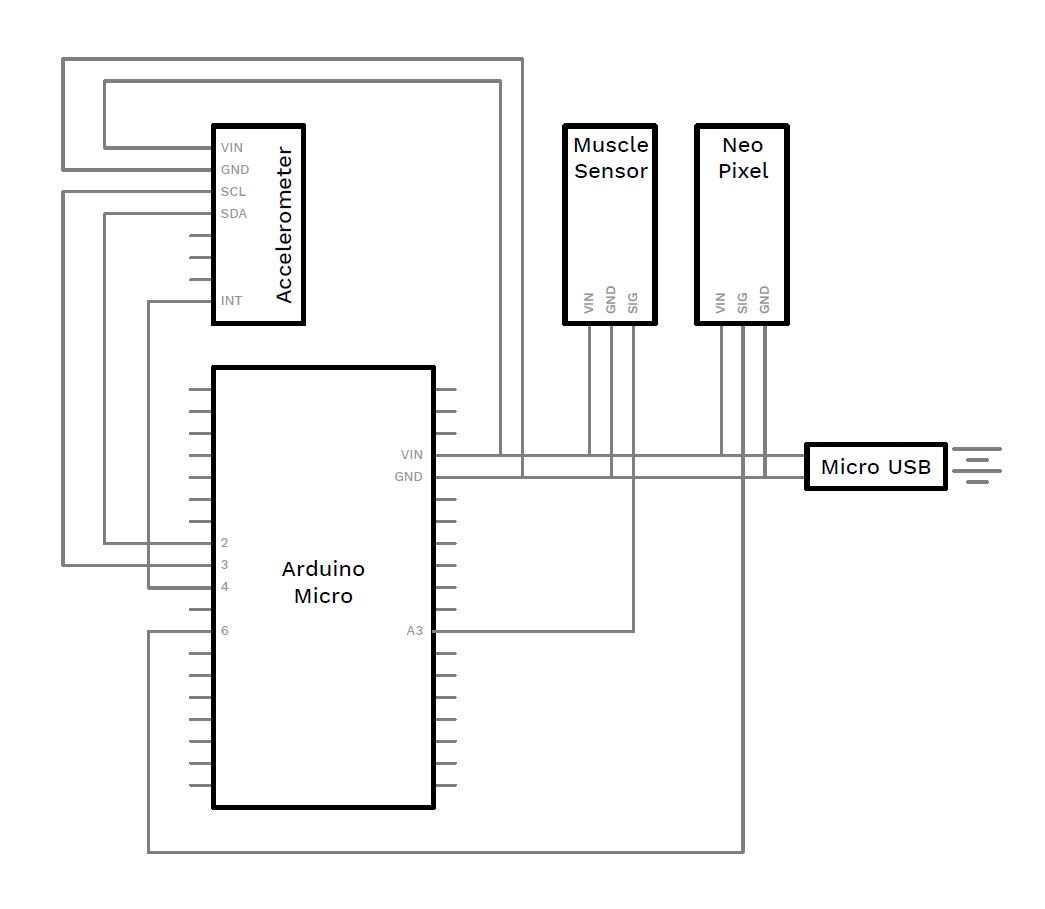 VIN
GND
SCL
SDA
INT
Accelerometer
Muscle
Sensor
VIN
GND
SIG
Neo
Pixel
VIN
SIG
GND
Micro USB
VIN
GND
2
3
4
6
A3
Arduino
Micro